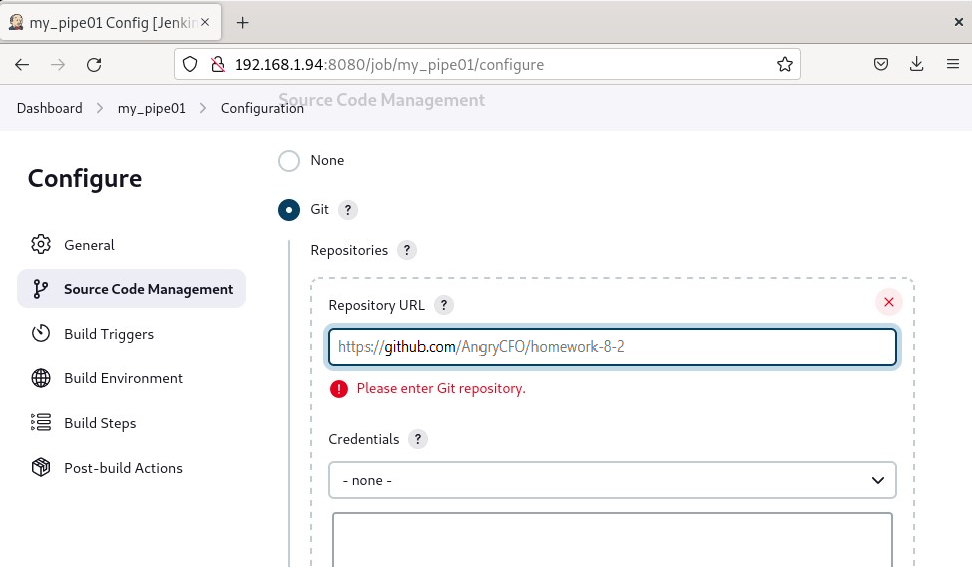 my_pipe01 Config [Jenkin
192.168.1.94:8080/job/my_pipe01/configure
Source Code Management
Dashboard my_pipe01 Configuration
Configure
General
Source Code Management
Build Triggers
Build Environment
Build Steps
Post-build Actions
None
Git ?
Repositories ?
Repository URL ?
https://github.com/AngryCFO/homework-8-2
Please enter Git repository.
Credentials ?
- none -